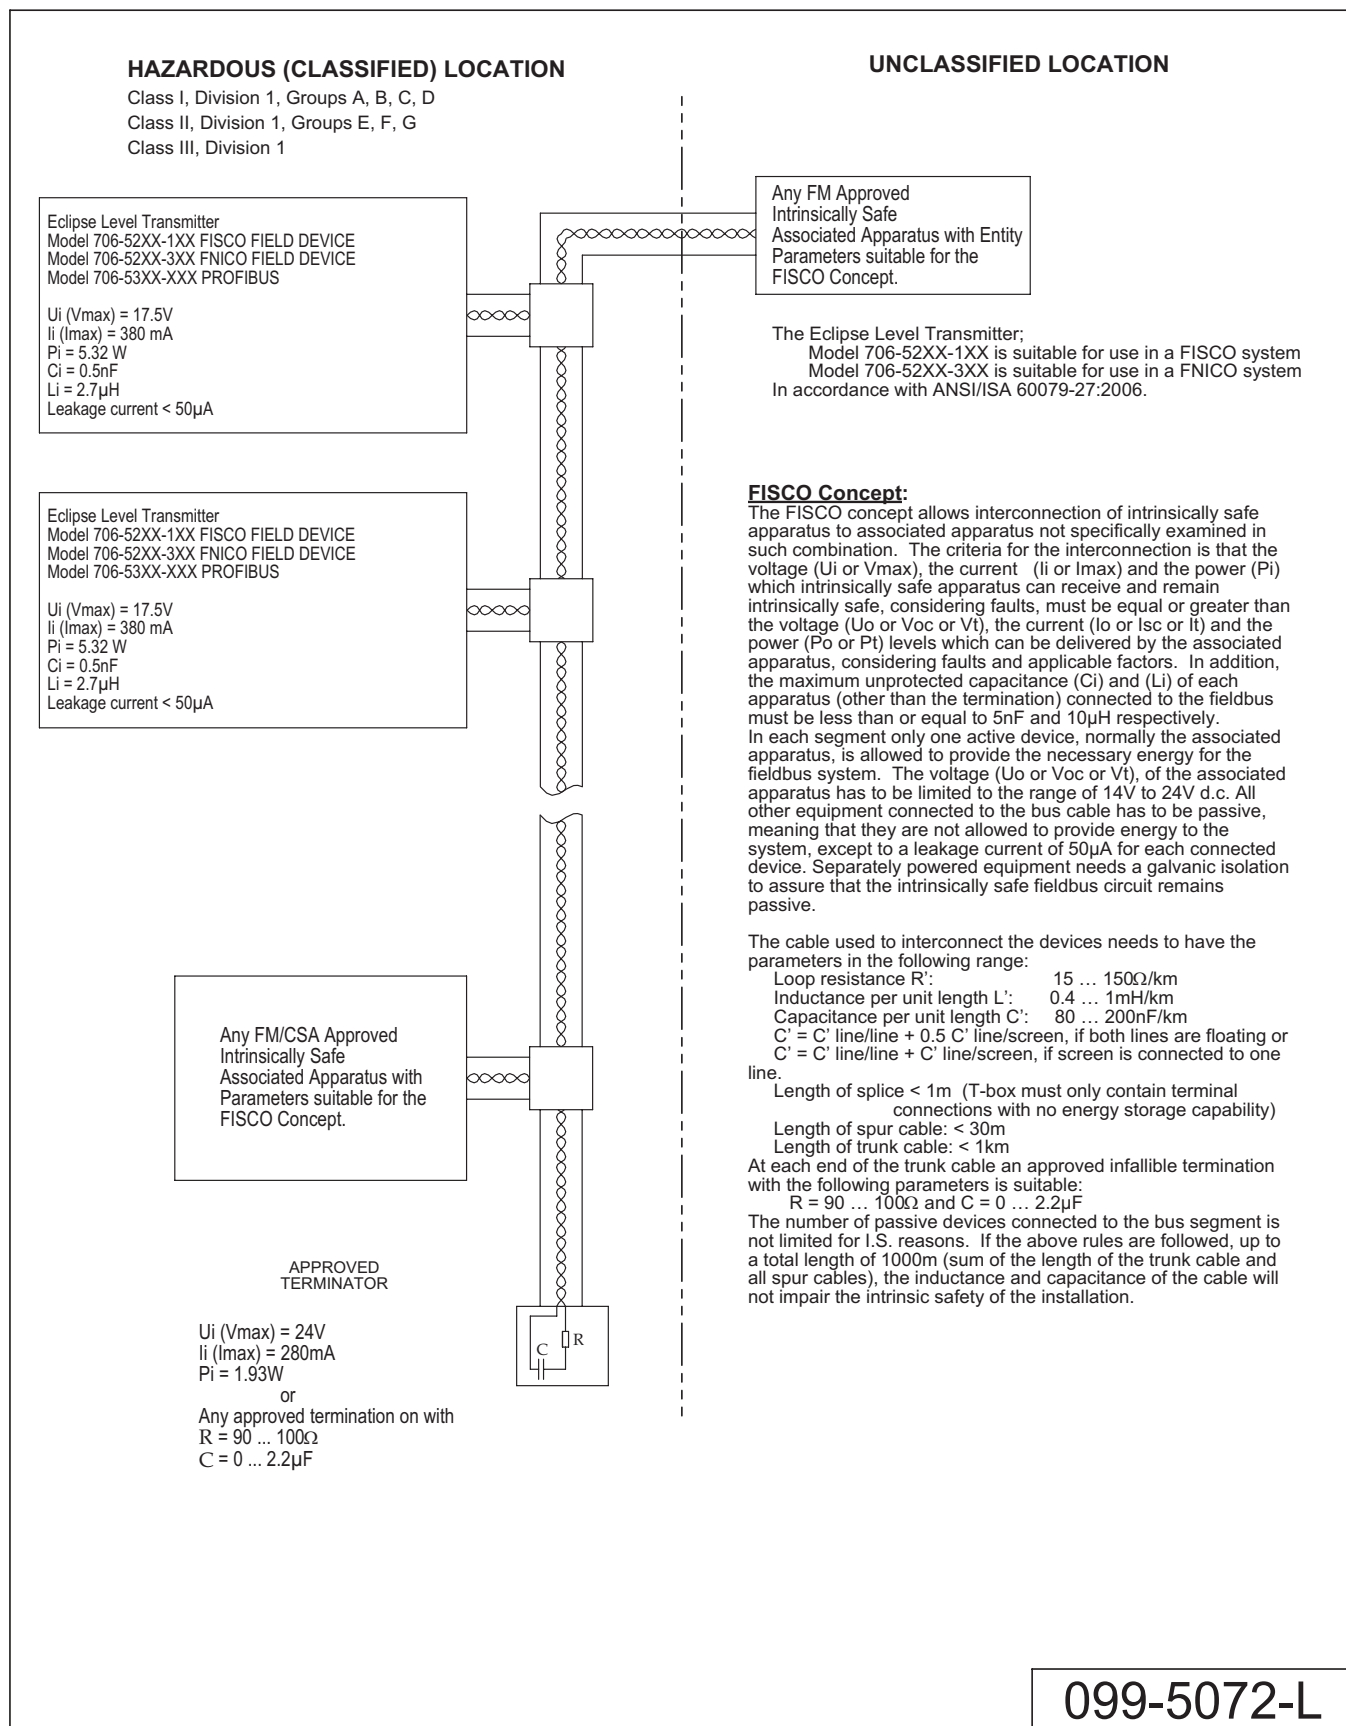 HAZARDOUS (CLASSIFIED) LOCATION
Class I, Division 1, Groups A, B, C, D
Class II, Division 1, Groups E, F, G
Class III, Division 1
UNCLASSIFIED LOCATION
Eclipse Level Transmitter
Model 706-52XX-1XX FISCO FIELD DEVICE
Model 706-52XX-3XX FNICO FIELD DEVICE
Model 706-53XX-XXX PROFIBUS
Ui (Vmax) = 17.5V
Ii (Imax) = 380 mA
Pi = 5.32 W
Ci = 0.5nF
Li = 2.7µH
Leakage current < 50µA
Any FM Approved
Intrinsically Safe
Associated Apparatus with Entity
Parameters suitable for the
FISCO Concept.
The Eclipse Level Transmitter;
Model 706-52XX-1XX is suitable for use in a FISCO system
Model 706-52XX-3XX is suitable for use in a FNICO system
In accordance with ANSI/ISA 60079-27:2006.
Eclipse Level Transmitter
Model 706-52XX-1XX FISCO FIELD DEVICE
Model 706-52XX-3XX FNICO FIELD DEVICE
Model 706-53XX-XXX PROFIBUS
Ui (Vmax) = 17.5V
Ii (Imax) = 380 mA
Pi = 5.32 W
Ci = 0.5nF
Li = 2.7µH
Leakage current < 50µA
FISCO Concept:
The FISCO concept allows interconnection of intrinsically safe
apparatus to associated apparatus not specifically examined in
such combination. The criteria for the interconnection is that the
voltage (Ui or Vmax), the current (Ii or Imax) and the power (Pi)
which intrinsically safe apparatus can receive and remain
intrinsically safe, considering faults, must be equal or greater than
the voltage (Uo or Voc or Vt), the current (Io or Isc or It) and the
power (Po or Pt) levels which can be delivered by the associated
apparatus, considering faults and applicable factors. In addition,
the maximum unprotected capacitance (Ci) and (Li) of each
apparatus (other than the termination) connected to the fieldbus
must be less than or equal to 5nF and 10µH respectively.
In each segment only one active device, normally the associated
apparatus, is allowed to provide the necessary energy for the
fieldbus system. The voltage (Uo or Voc or Vt), of the associated
apparatus has to be limited to the range of 14V to 24V d.c. All
other equipment connected to the bus cable has to be passive,
meaning that they are not allowed to provide energy to the
system, except to a leakage current of 50µA for each connected
device. Separately powered equipment needs a galvanic isolation
to assure that the intrinsically safe fieldbus circuit remains
passive.
The cable used to interconnect the devices needs to have the
parameters in the following range:
Loop resistance R': 15 … 150Ω/km
Inductance per unit length L': 0.4 … 1mH/km
Capacitance per unit length C': 80 … 200nF/km
C' = C' line/line + 0.5 C' line/screen, if both lines are floating or
C' = C' line/line + C' line/screen, if screen is connected to one
line.
Length of splice < 1m (T-box must only contain terminal
connections with no energy storage capability)
Length of spur cable: < 30m
Length of trunk cable: < 1km
At each end of the trunk cable an approved infallible termination
with the following parameters is suitable:
R = 90 … 100Ω and C = 0 … 2.2µF
The number of passive devices connected to the bus segment is
not limited for I.S. reasons. If the above rules are followed, up to
a total length of 1000m (sum of the length of the trunk cable and
all spur cables), the inductance and capacitance of the cable will
not impair the intrinsic safety of the installation.
Any FM/CSA Approved
Intrinsically Safe
Associated Apparatus with
Parameters suitable for the
FISCO Concept.
APPROVED
TERMINATOR
Ui (Vmax) = 24V
Ii (Imax) = 280mA
Pi = 1.93W
or
Any approved termination on with
R = 90 ... 100Ω
C = 0 ... 2.2µF
R
C
099-5072-L